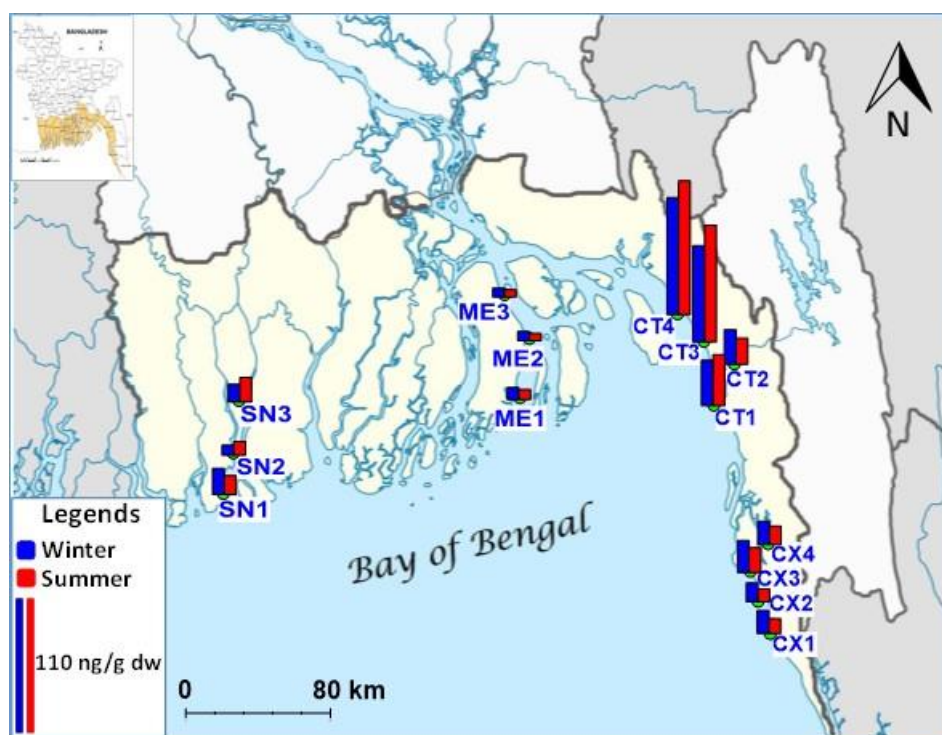 BANGLADESH
N
CT4
ME3
CT3
ME2
CT2
ME1
CT1
SN3
SN2
SN1
Legends
Winter
Summer
110 ng/g dw
Bay of Bengal
CX4
CX3
CX2
CX1
0 80 km